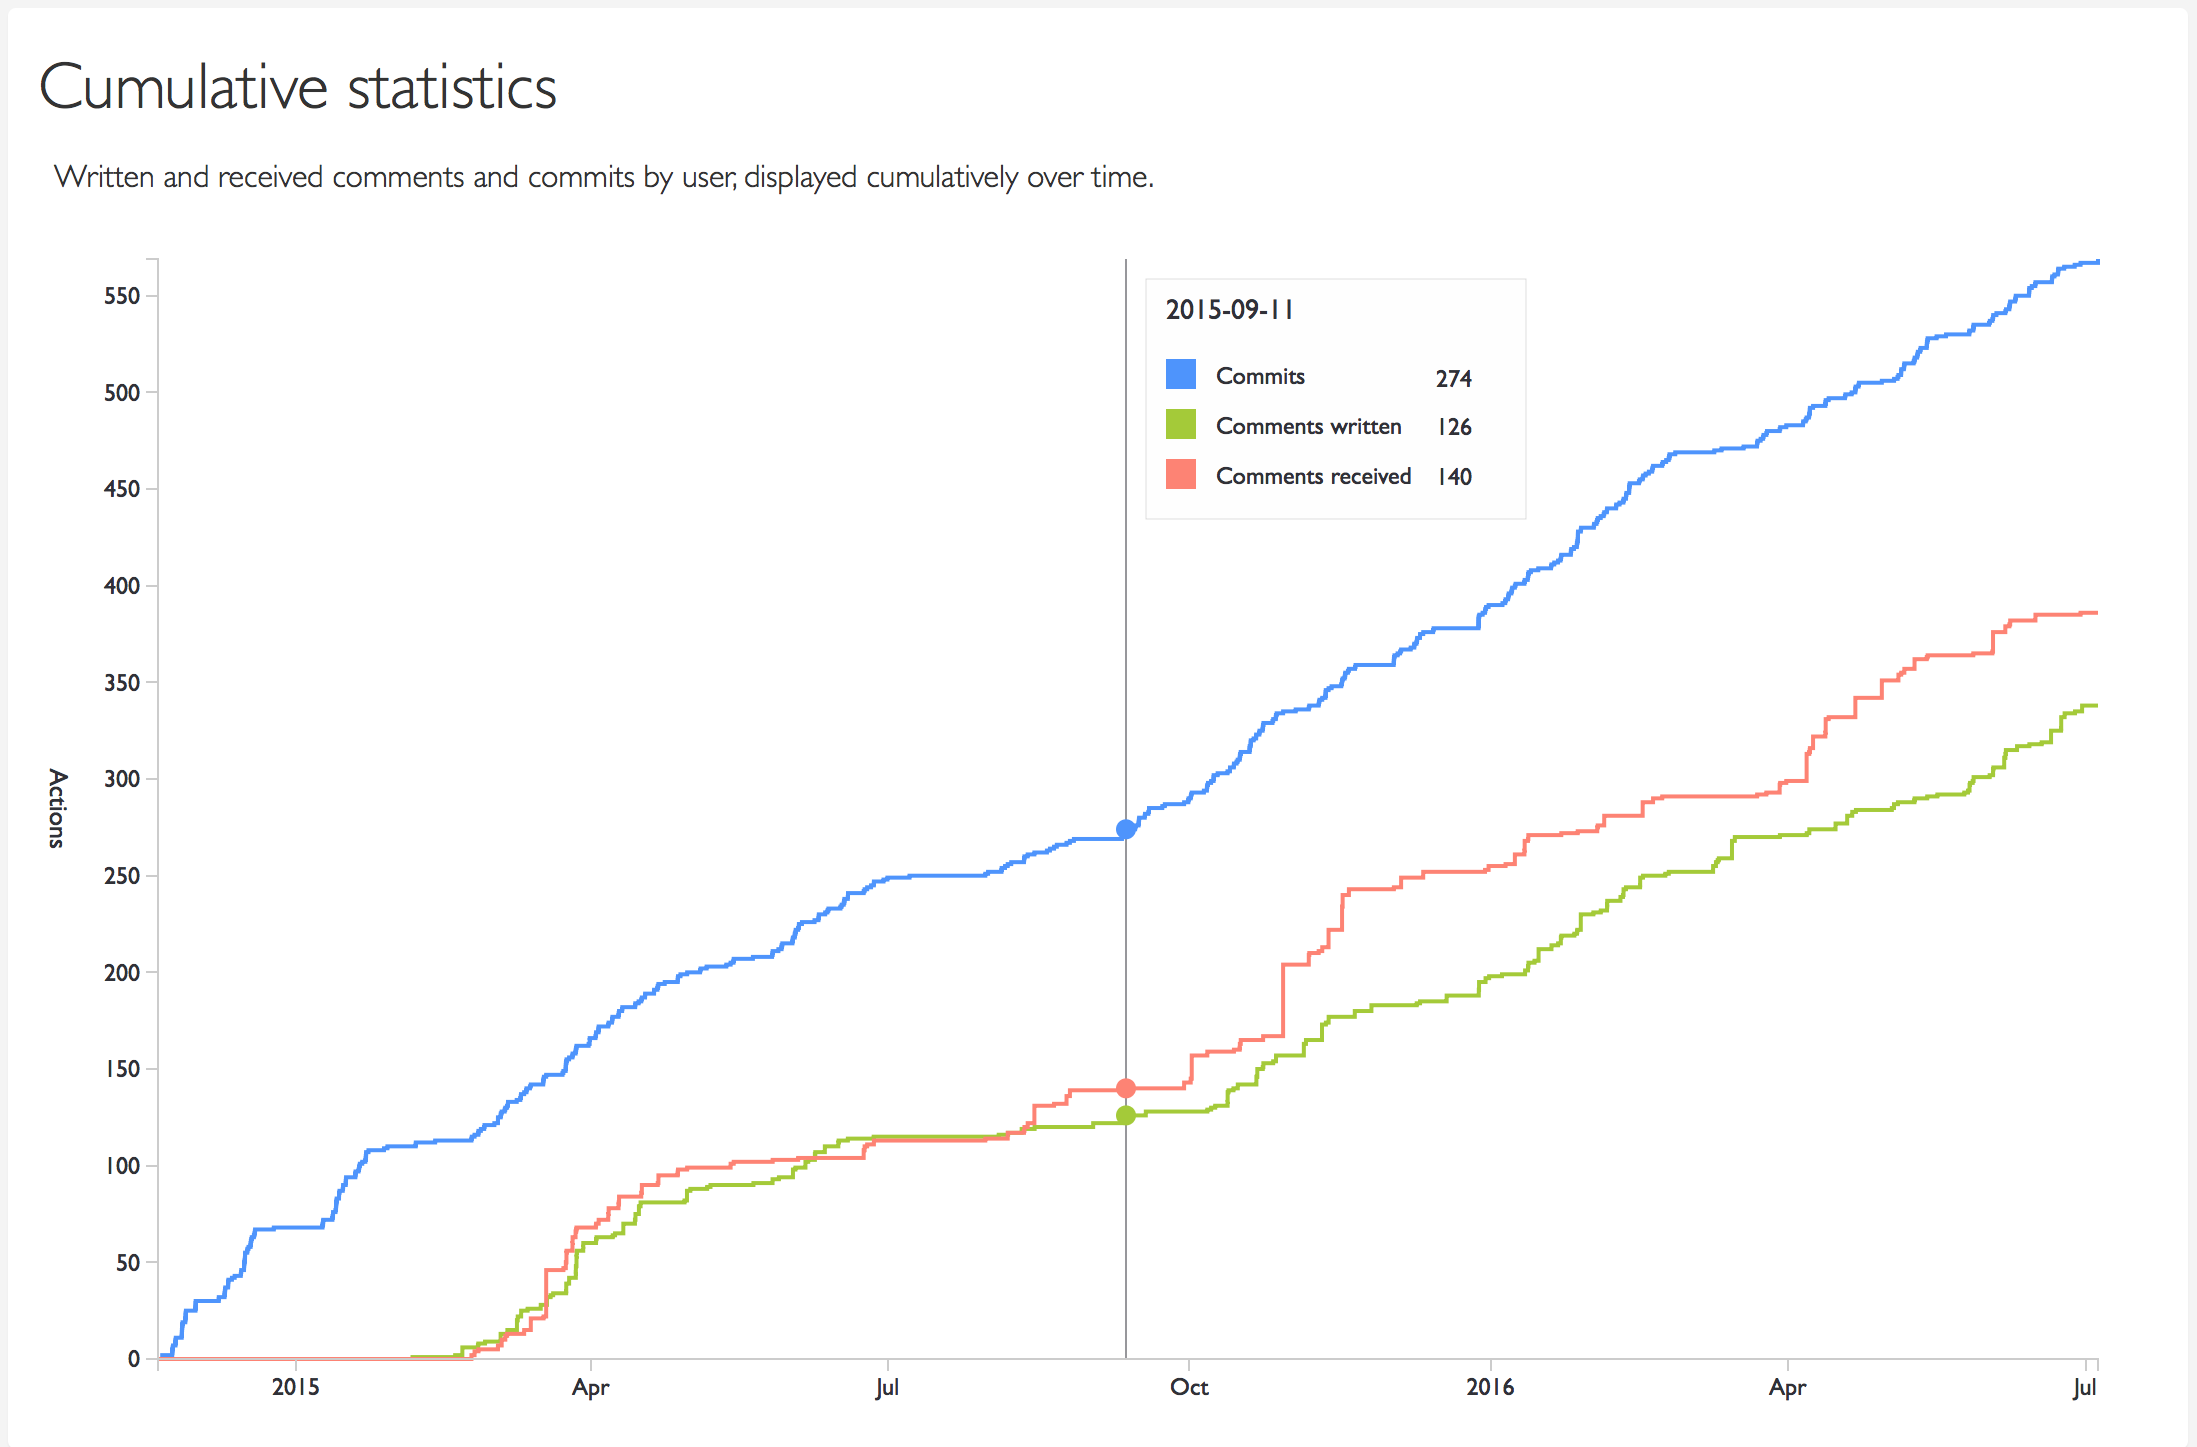 Cumulative statistics
Written and received comments and commits by user, displayed cumulatively over time.
550
500
450
400
350
300
250
200
150
100
50
0
Actions
2015-09-11
Commits 274
Comments written 126
Comments received 140
2015 Apr Jul Oct 2016 Apr Jul